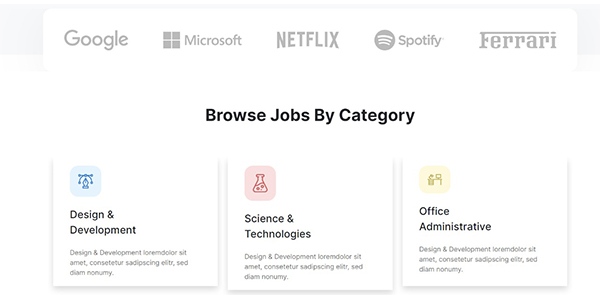 Google Microsoft NETFLIX Spotify Ferrari
Browse Jobs By Category
Design &
Development
Design & Development loremdolor sit
amet, consetetur sadipscing elitr, sed
diam nonumy.
Science &
Technologies
Design & Development loremdolor sit
amet, consetetur sadipscing elitr, sed
diam nonumy.
Office
Administrative
Design & Development loremdolor sit
amet, consetetur sadipscing elitr, sed
diam nonumy.